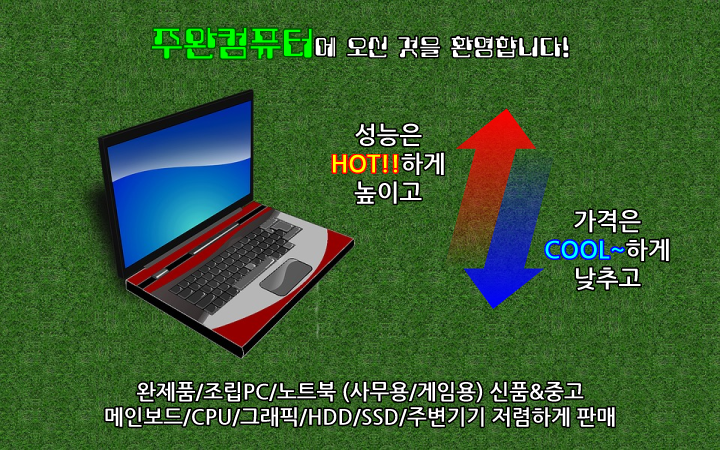 주완컴퓨터에 오신 것을 환영합니다!
성능은
HOT!!하게
높이고
가격은
COOL~하게
낮추고
완제품/조립PC/노트북 (사무용/게임용) 신품&중고
메인보드/CPU/그래픽/HDD/SSD/주변기기 저렴하게 판매